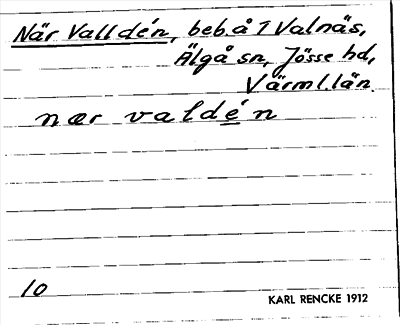 När Valldén, beb. å 1 Valnäs,
Älgå sn, Jösse hd,
Värml. län.
nær valdén
10
KARL RENCKE 1912